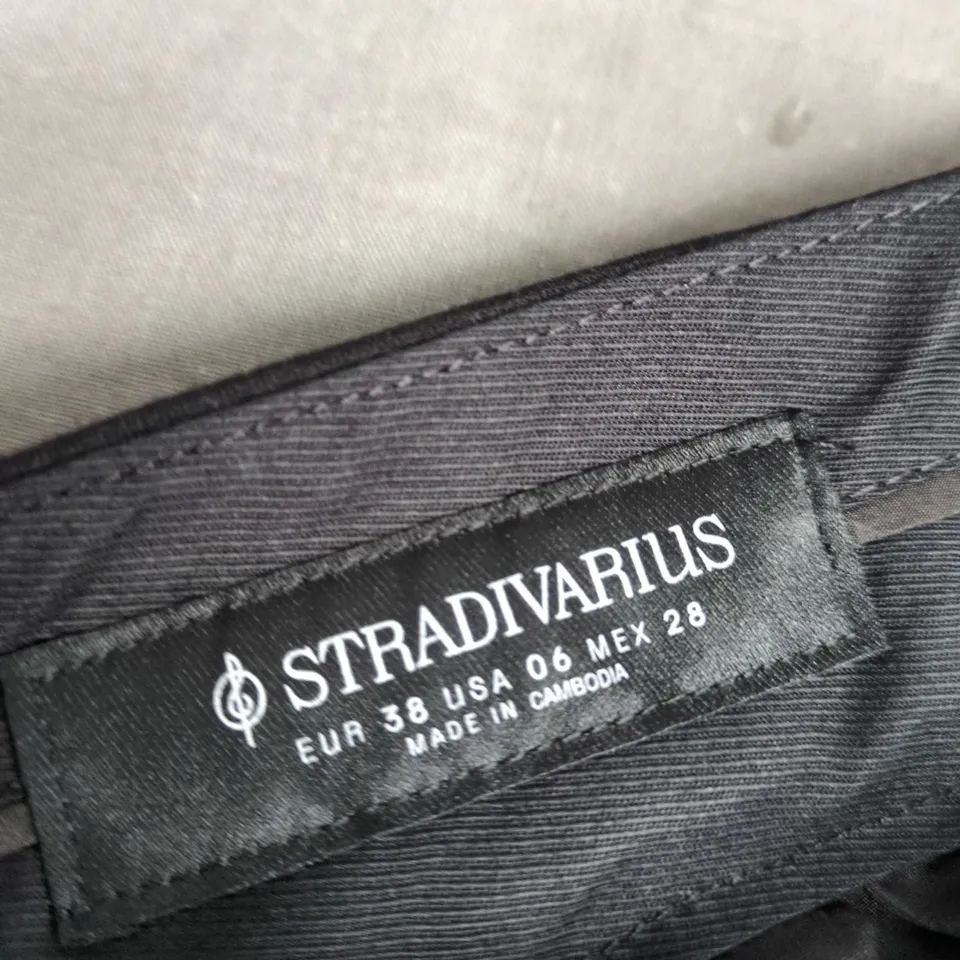 STRADIVARIUS
EUR 38 USA 06 MEX 28
MADE IN CAMBODIA